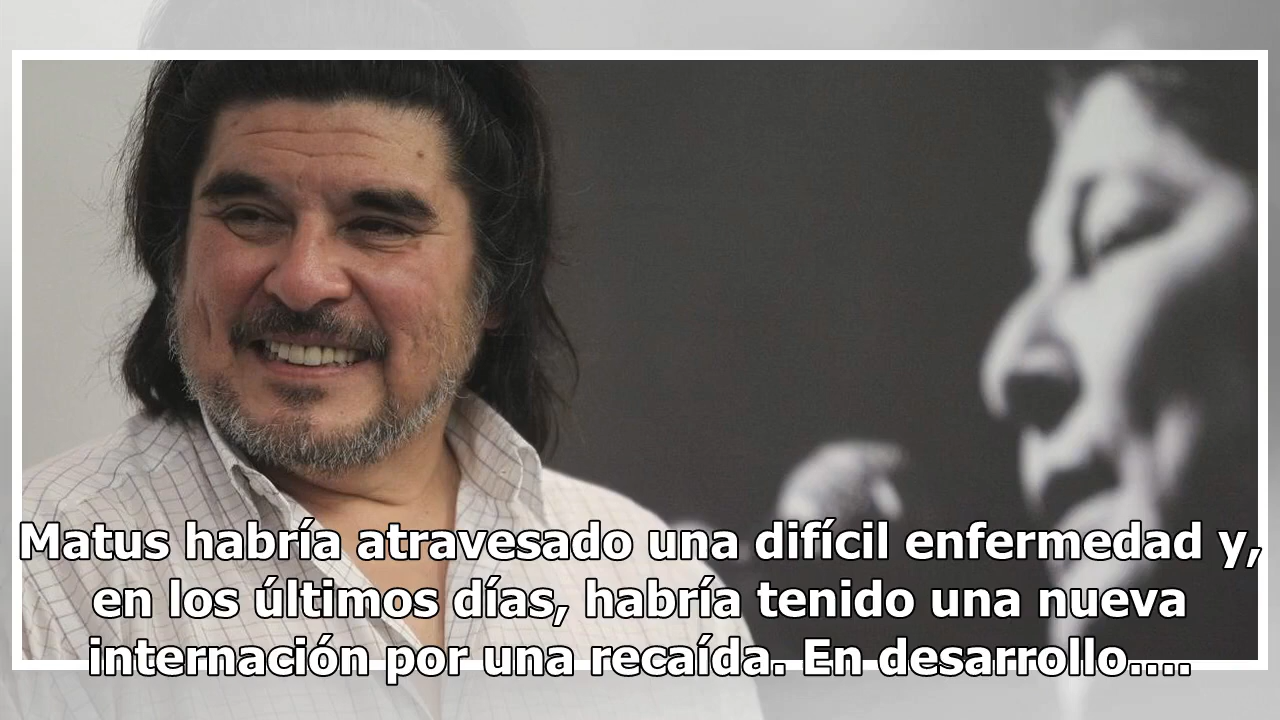 Matus habría atravesado una difícil enfermedad y,
en los últimos días, habría tenido una nueva
internación por una recaída. En desarrollo....